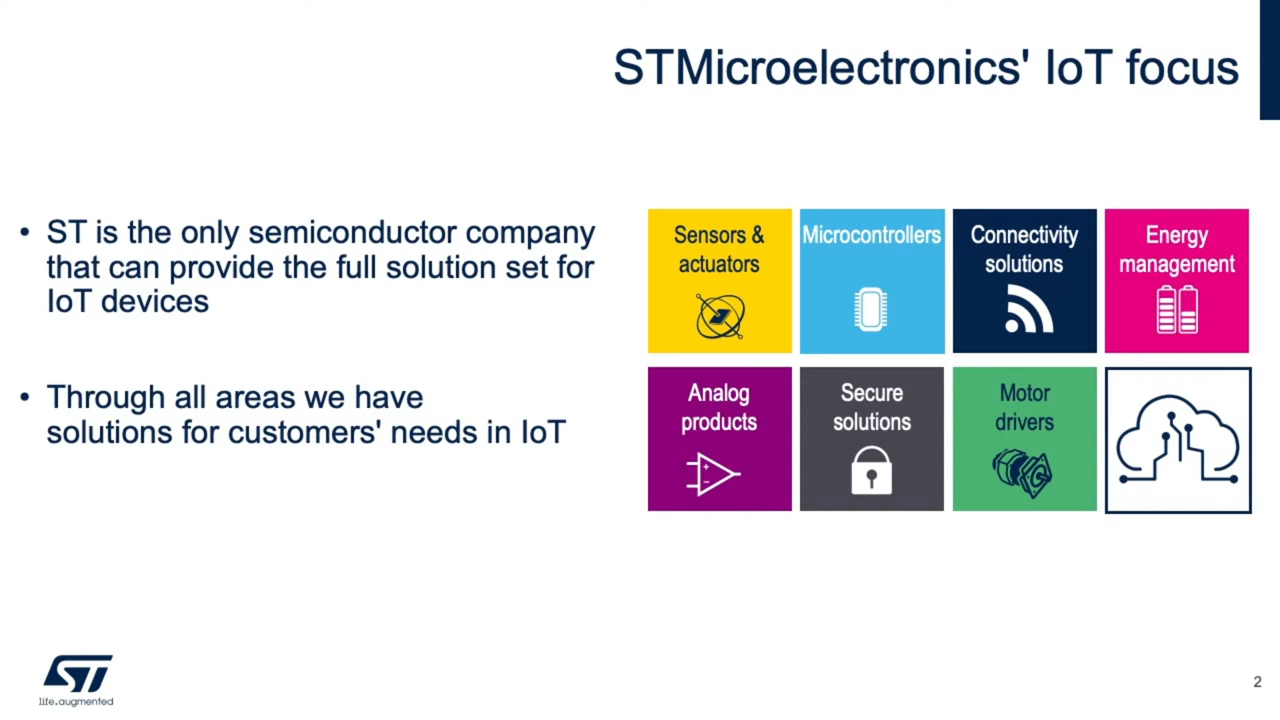 STMicroelectronics' IoT focus
• ST is the only semiconductor company
that can provide the full solution set for
IoT devices
• Through all areas we have
solutions for customers' needs in IoT
Sensors &
actuators
Microcontrollers
Connectivity
solutions
Energy
management
Analog
products
Secure
solutions
Motor
drivers
ST
life.augmented
2